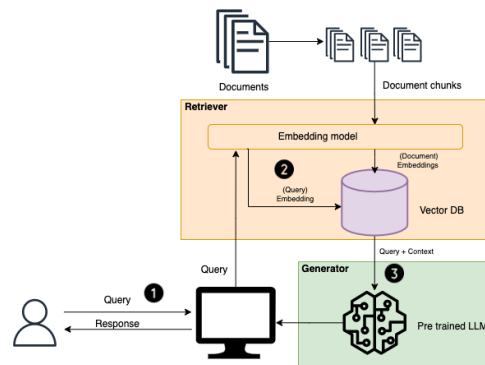 Documents
Document chunks
Retriever
Embedding model
2
(Document)
Embeddings
(Query)
Embedding
Vector DB
Query
Query + Context
Generator
3
1
Query
Response
Pre trained LLM